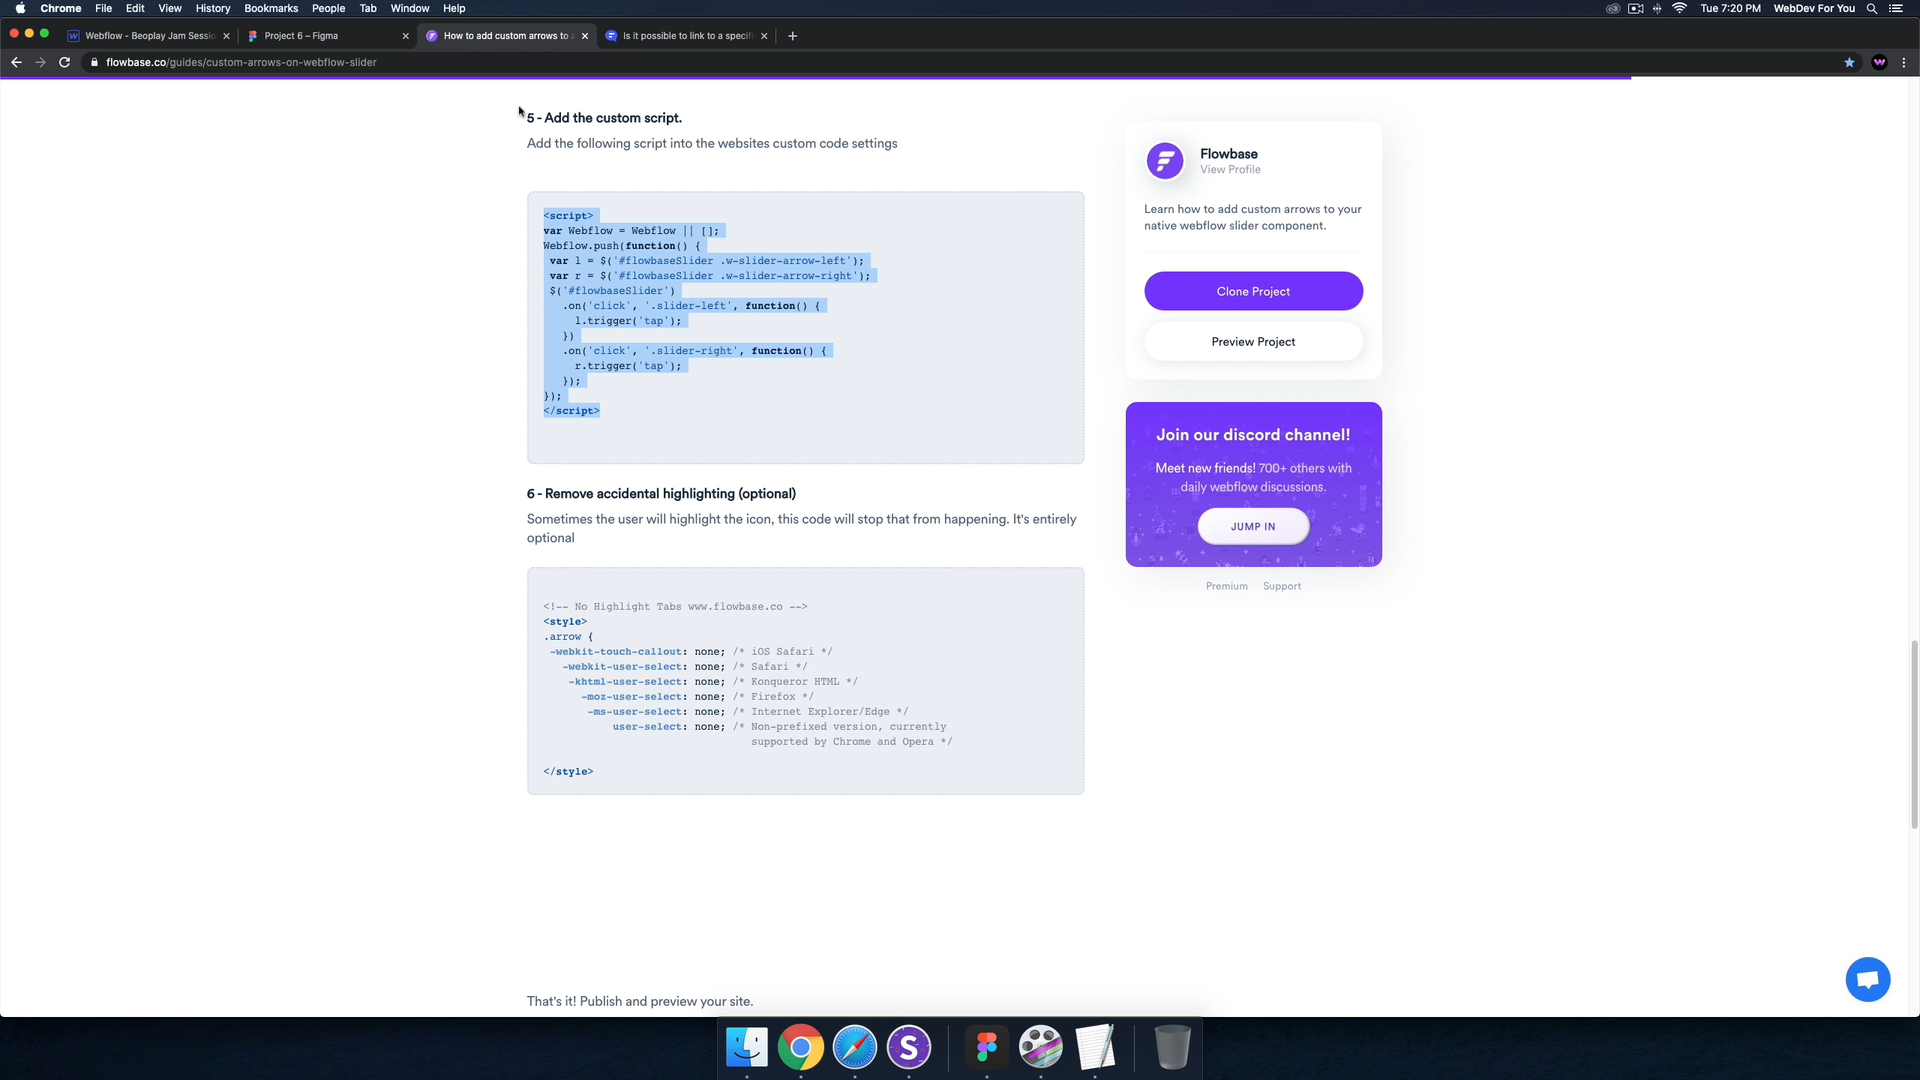 Chrome File Edit View History Bookmarks People Tab Window Help
Tue 7:20 PM WebDev For You
Webflow - Beoplay Jam Sessi
Project 6 – Figma
How to add custom arrows to a
Is it possible to link to a specifi
flowbase.co/guides/custom-arrows-on-webflow-slider
5 - Add the custom script.
Add the following script into the websites custom code settings
<script>
var Webflow = Webflow || [];
Webflow.push(function() {
var l = $('#flowbaseSlider .w-slider-arrow-left');
var r = $('#flowbaseSlider .w-slider-arrow-right');
$('#flowbaseSlider')
.on('click', '.slider-left', function() {
l.trigger('tap');
})
.on('click', '.slider-right', function() {
r.trigger('tap');
});
});
</script>
6 - Remove accidental highlighting (optional)
Sometimes the user will highlight the icon, this code will stop that from happening. It's entirely
optional
<!-- No Highlight Tabs www.flowbase.co -->
<style>
.arrow {
-webkit-touch-callout: none; /* iOS Safari */
-webkit-user-select: none; /* Safari */
-khtml-user-select: none; /* Konqueror HTML */
-moz-user-select: none; /* Firefox */
-ms-user-select: none; /* Internet Explorer/Edge */
user-select: none; /* Non-prefixed version, currently
supported by Chrome and Opera */
</style>
That's it! Publish and preview your site.
Flowbase
View Profile
Learn how to add custom arrows to your
native webflow slider component.
Clone Project
Preview Project
Join our discord channel!
Meet new friends! 700+ others with
daily webflow discussions.
JUMP IN
Premium Support